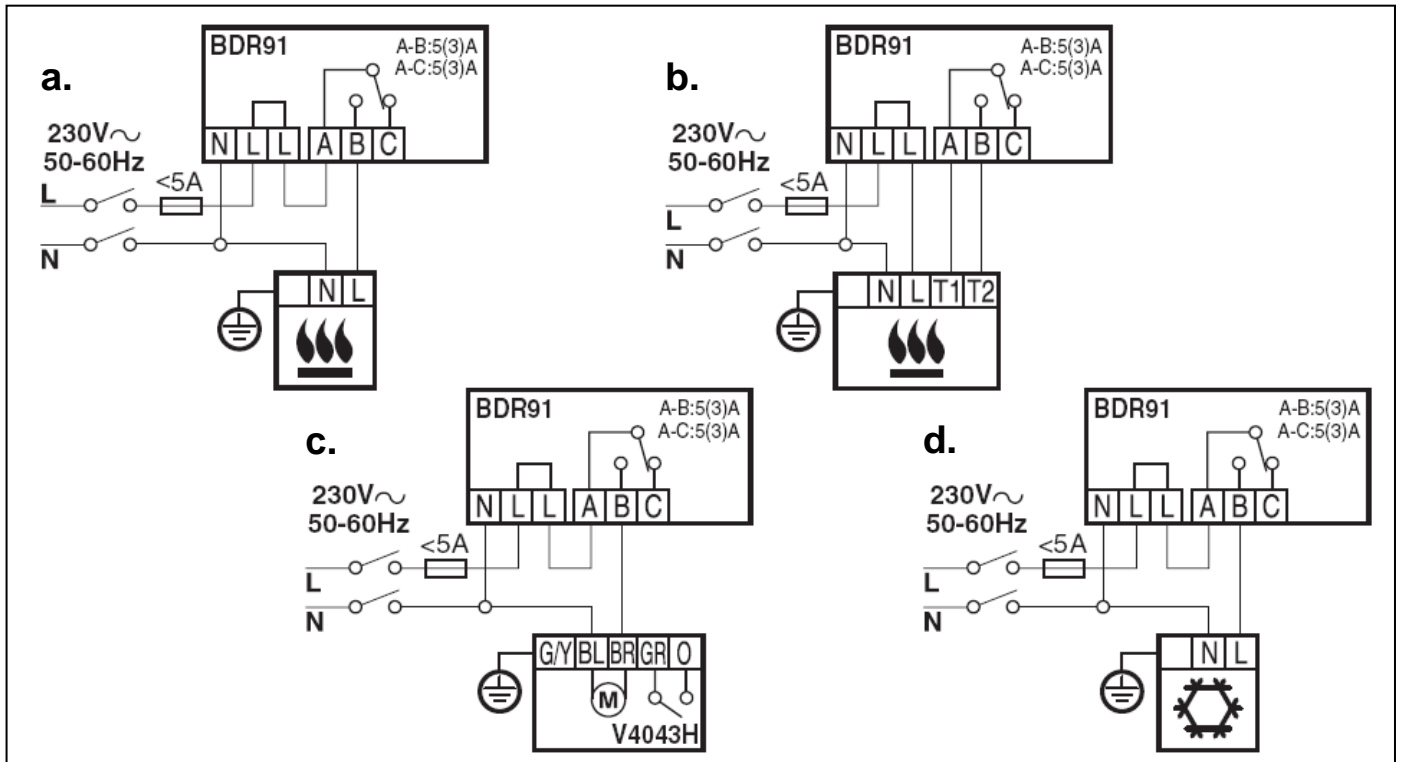 a.
BDR91
A-B:5(3)A
A-C:5(3)A
230V~
50-60Hz
N L L A B C
L
<5A
N
N L
b.
BDR91
A-B:5(3)A
A-C:5(3)A
230V~
50-60Hz
N L L A B C
<5A
L
N
N L T1 T2
c.
BDR91
A-B:5(3)A
A-C:5(3)A
230V~
50-60Hz
N L L A B C
<5A
L
N
G/Y BL BR GR O
M
V4043H
d.
BDR91
A-B:5(3)A
A-C:5(3)A
230V~
50-60Hz
N L L A B C
<5A
L
N
N L